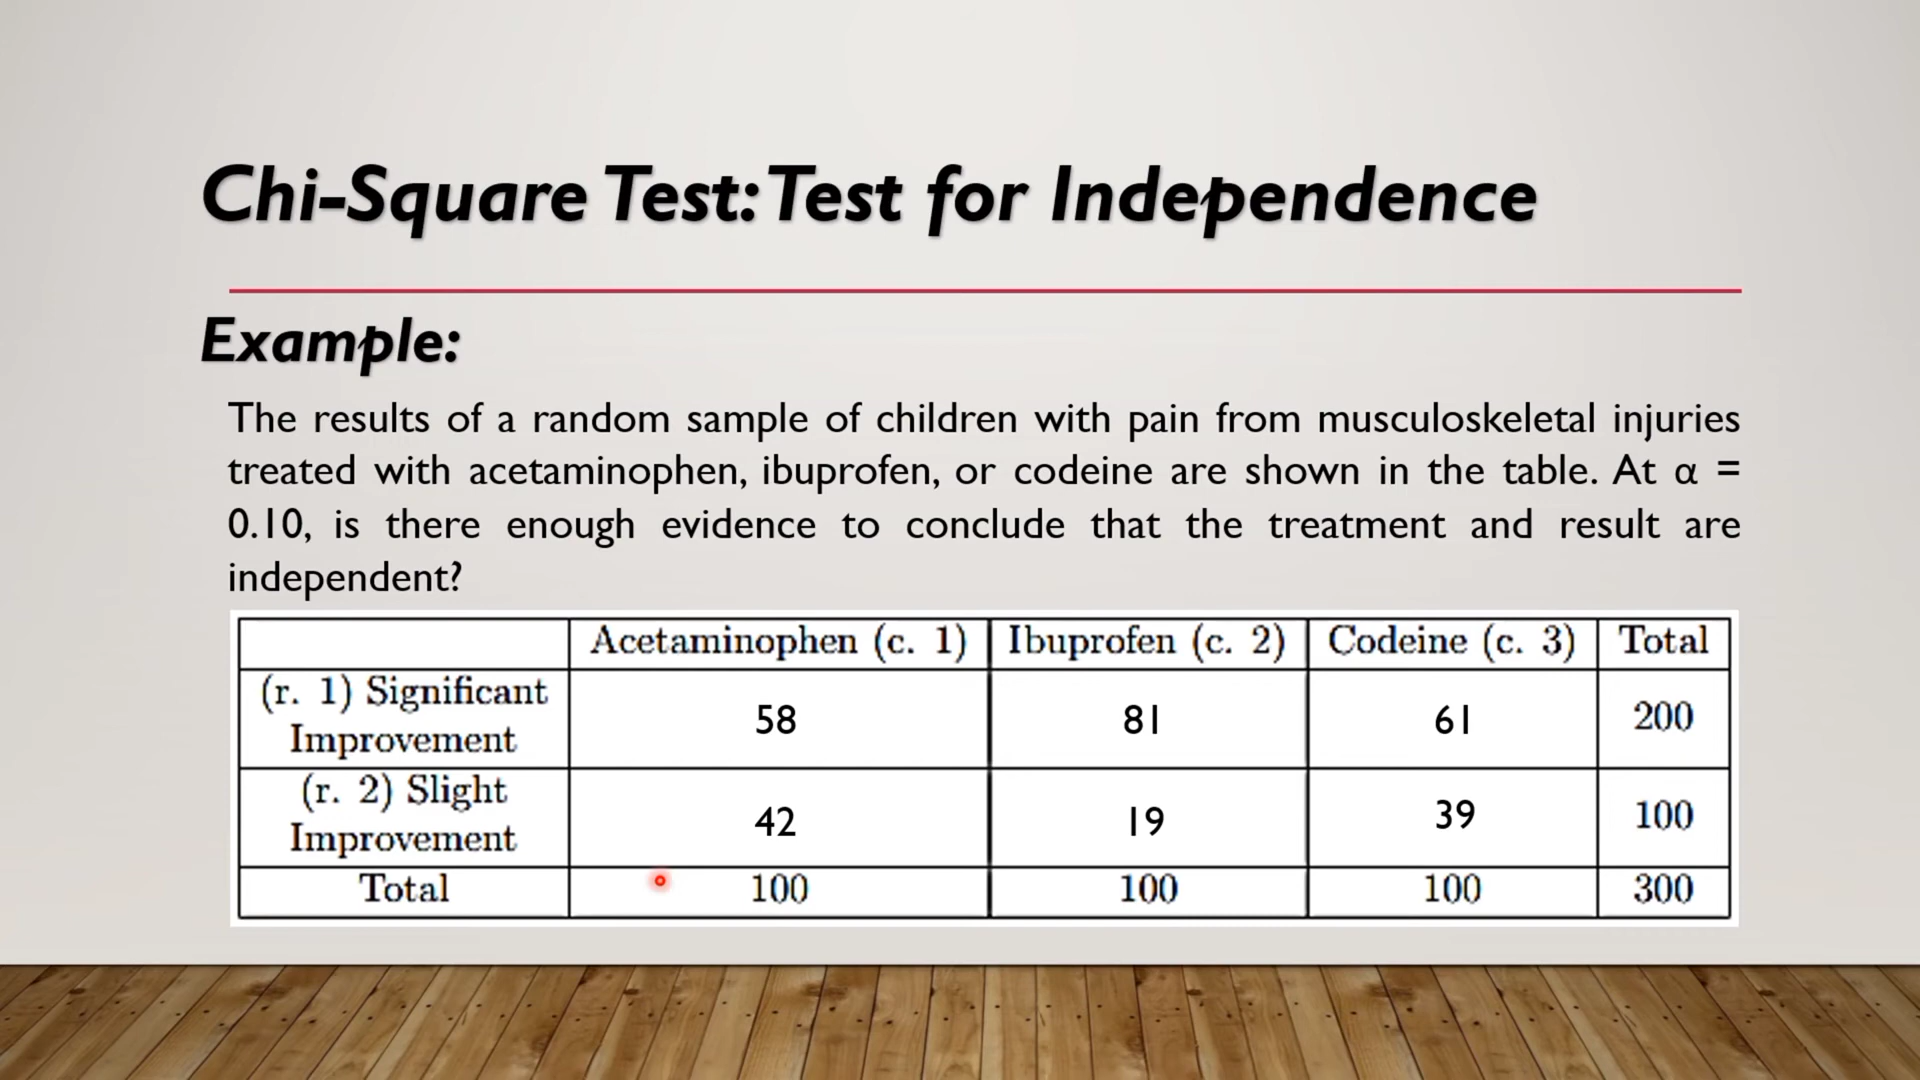 Chi-Square Test: Test for Independence
Example:
The results of a random sample of children with pain from musculoskeletal injuries
treated with acetaminophen, ibuprofen, or codeine are shown in the table. At α =
0.10, is there enough evidence to conclude that the treatment and result are
independent?
Acetaminophen (c. 1) Ibuprofen (c. 2) Codeine (c. 3) Total
(r. 1) Significant
Improvement 58 81 61 200
(r. 2) Slight
Improvement 42 19 39 100
Total 100 100 100 300